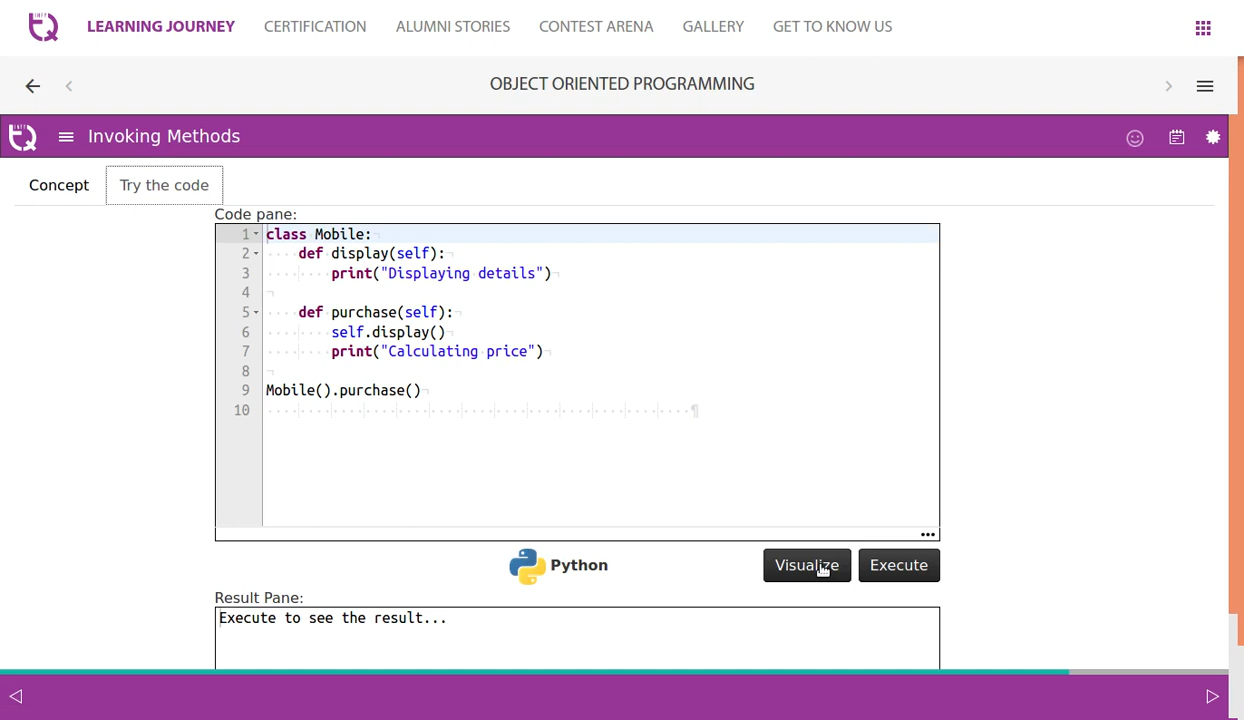 LEARNING JOURNEY CERTIFICATION ALUMNI STORIES CONTEST ARENA GALLERY GET TO KNOW US
OBJECT ORIENTED PROGRAMMING
Invoking Methods
Concept Try the code
Code pane:
1 class Mobile:
2 def display(self):
3 print("Displaying details")
4
5 def purchase(self):
6 self.display()
7 print("Calculating price")
8
9 Mobile().purchase()
10
Python Visualize Execute
Result Pane:
Execute to see the result...